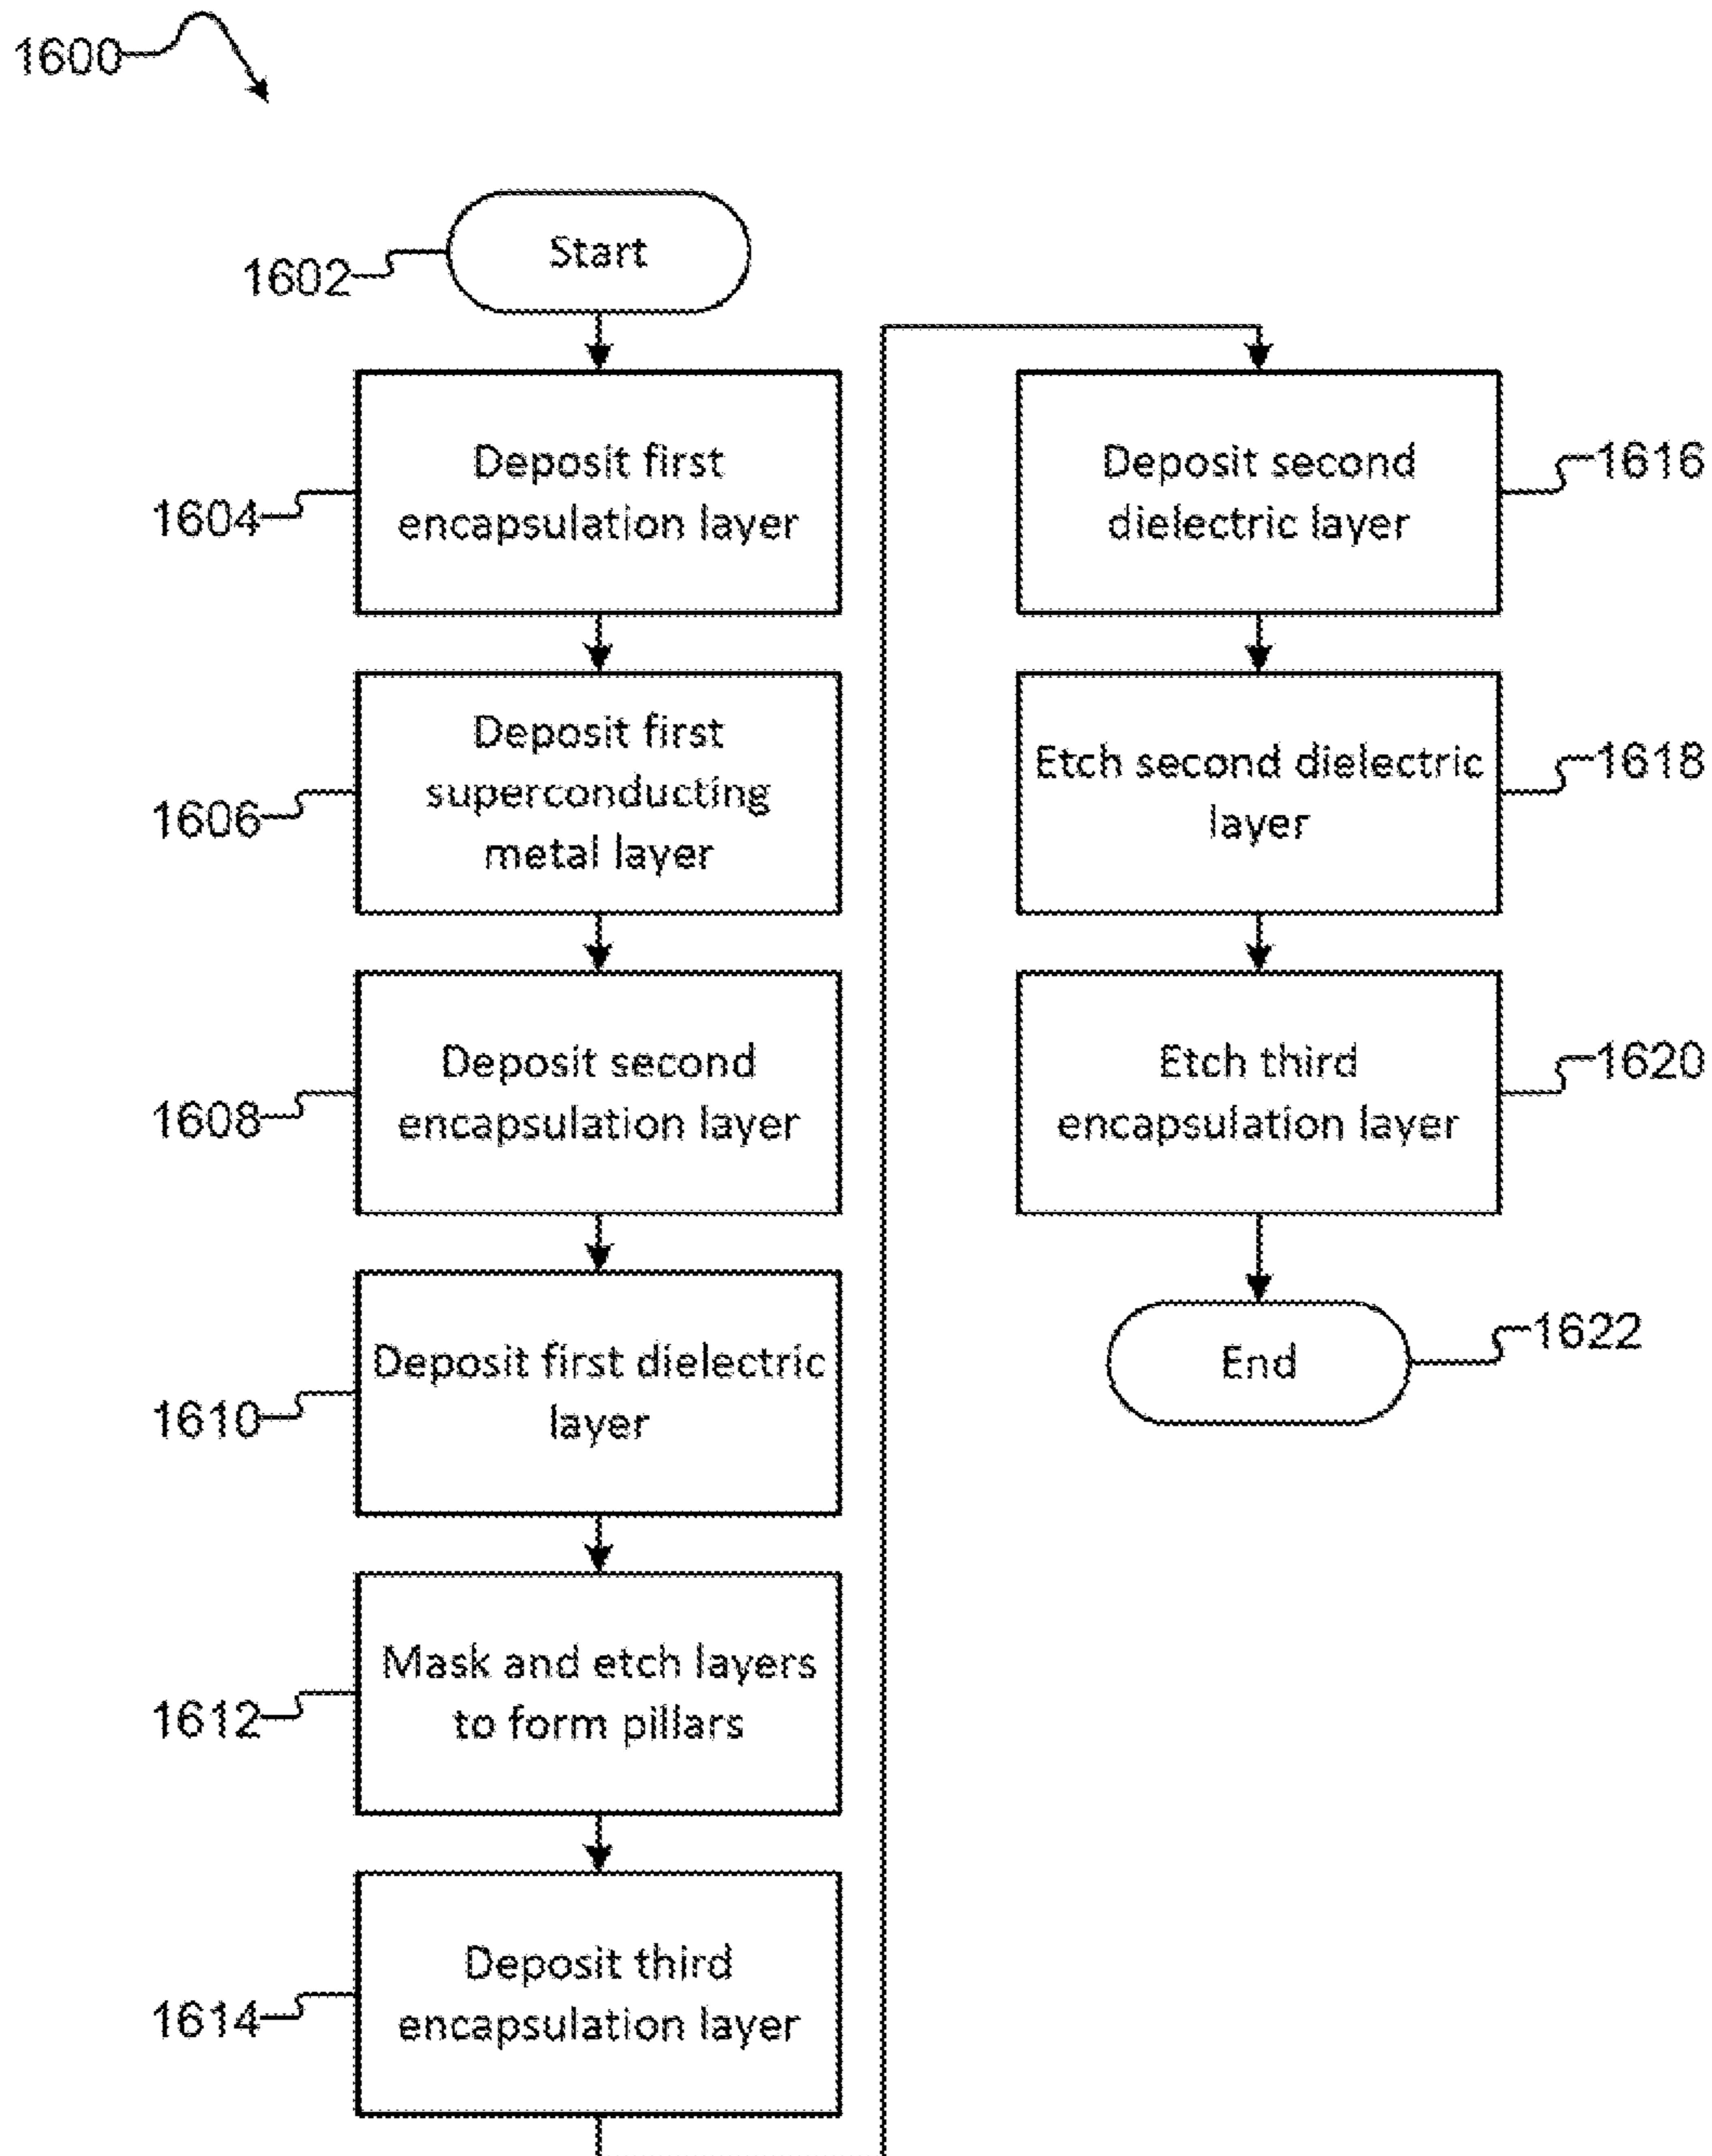 1600
1602
Start
1604
Deposit first
encapsulation layer
1606
Deposit first
superconducting
metal layer
1608
Deposit second
encapsulation layer
1610
Deposit first dielectric
layer
1612
Mask and etch layers
to form pillars
1614
Deposit third
encapsulation layer
Deposit second
dielectric layer
1616
Etch second dielectric
layer
1618
Etch third
encapsulation layer
1620
End
1622